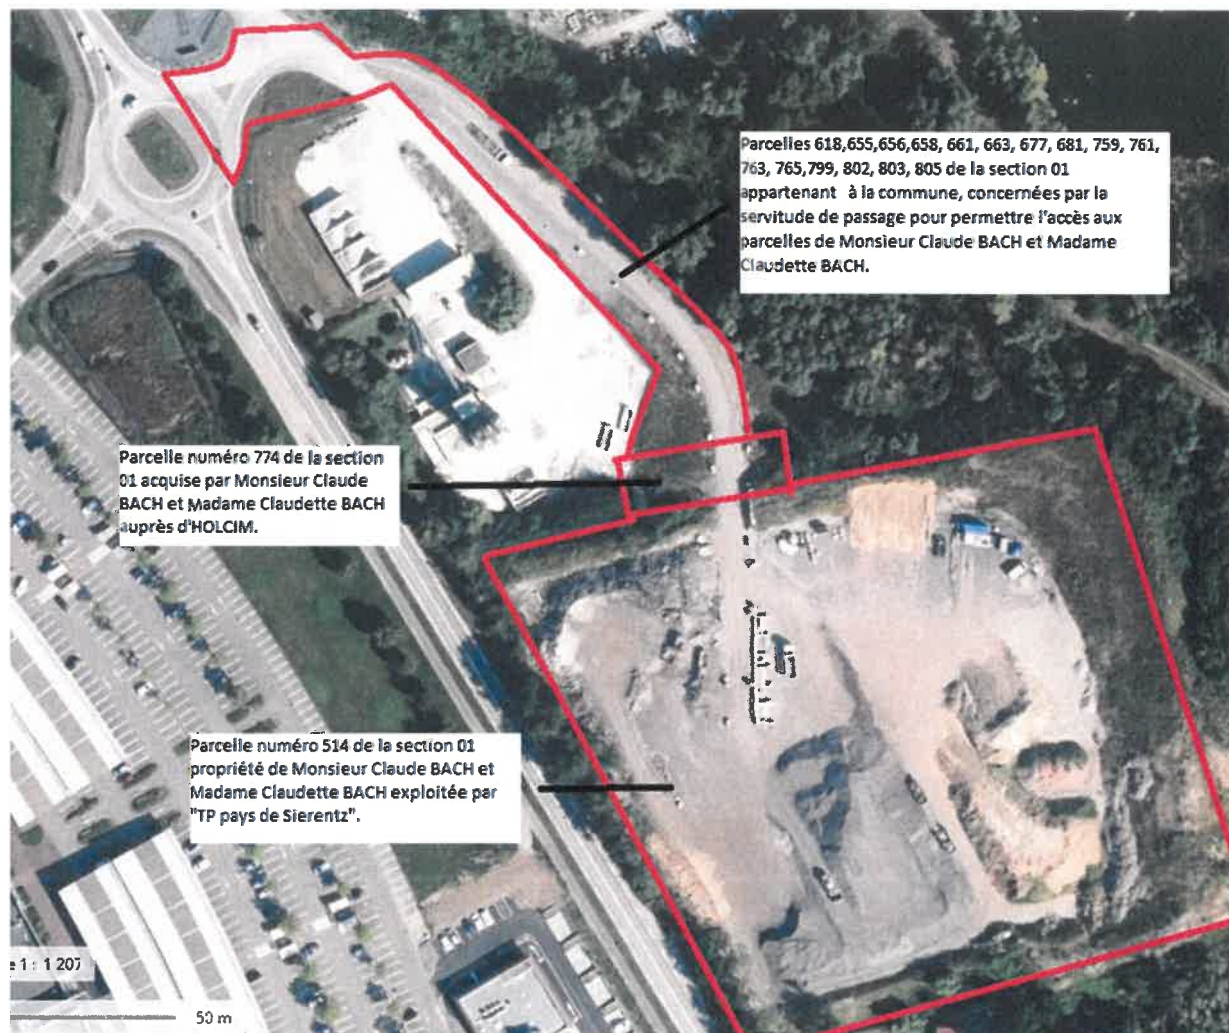 Parcelles 618,655,656,658, 661, 663, 677, 681, 759, 761,
763, 765,799, 802, 803, 805 de la section 01
appartenant à la commune, concernées par la
servitude de passage pour permettre l'accès aux
parcelles de Monsieur Claude BACH et Madame
Claudette BACH.
Parcelle numéro 774 de la section
01 acquise par Monsieur Claude
BACH et Madame Claudette BACH
auprès d'HOLCIM.
Parcelle numéro 514 de la section 01
propriété de Monsieur Claude BACH et
Madame Claudette BACH exploitée par
"TP pays de Sierentz".
e 1 : 1 207
50 m